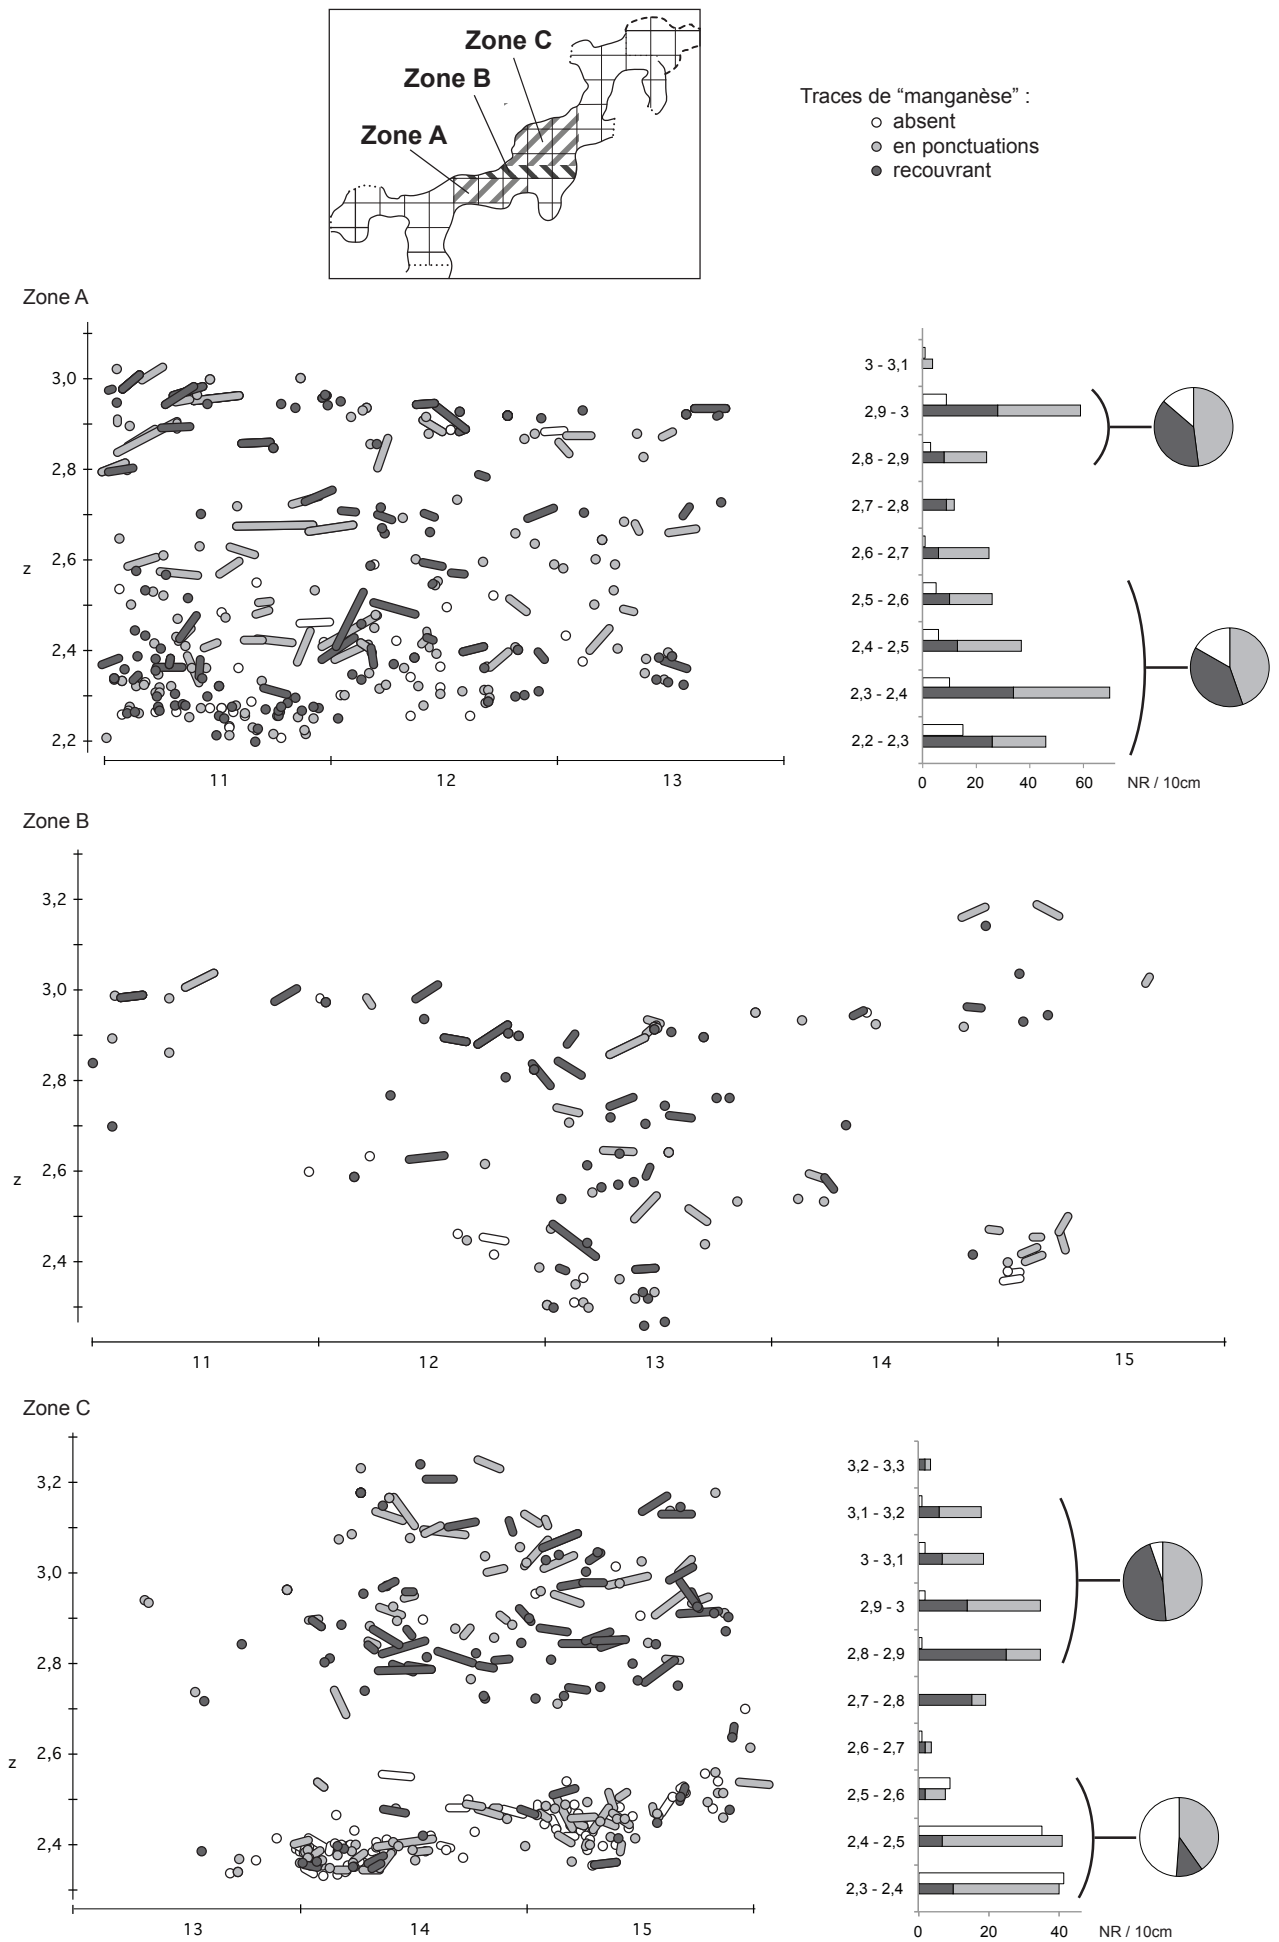 Zone C
Zone B
Zone A
Traces de “manganèse” :
absent
en ponctuations
recouvrant
Zone A
3,0
2,8
2,6
z
2,4
2,2
11 12 13
3 - 3,1
2,9 - 3
2,8 - 2,9
2,7 - 2,8
2,6 - 2,7
2,5 - 2,6
2,4 - 2,5
2,3 - 2,4
2,2 - 2,3
0 20 40 60 NR / 10cm
Zone B
3,2
3,0
2,8
2,6
z
2,4
11 12 13 14 15
Zone C
3,2
3,0
2,8
2,6
z
2,4
13 14 15
3,2 - 3,3
3,1 - 3,2
3 - 3,1
2,9 - 3
2,8 - 2,9
2,7 - 2,8
2,6 - 2,7
2,5 - 2,6
2,4 - 2,5
2,3 - 2,4
0 20 40 NR / 10cm